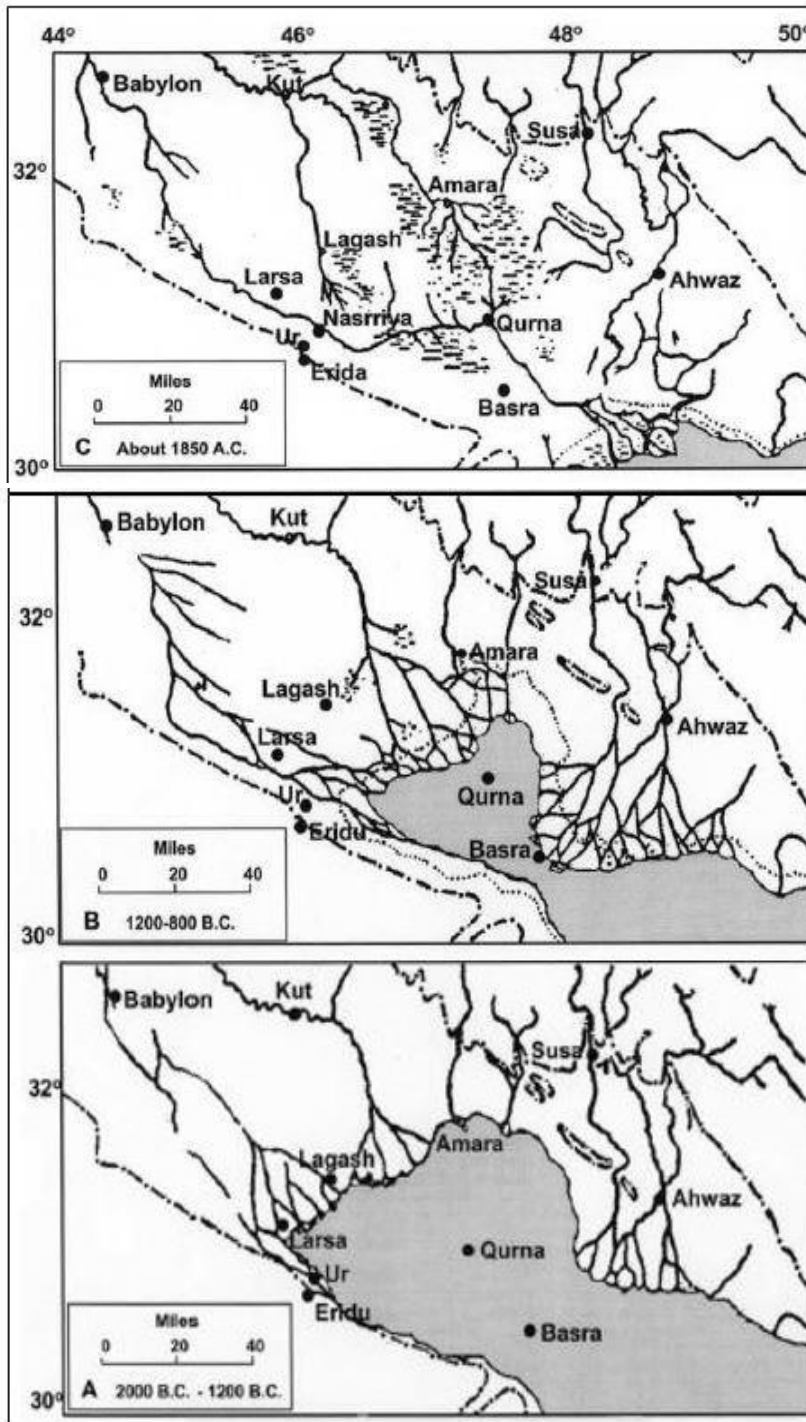 44° 46° 48° 50°
Babylon
Kut
Susa
32°
Amara
Lagash
Larsa
Ahwaz
Nasrriya
Qurna
Ur
Erida
Miles
0 20 40
Basra
C About 1850 A.C.
30°
Babylon
Kut
Susa
32°
Amara
Lagash
Ahwaz
Larsa
Qurna
Ur
Eridu
Miles
Basra
0 20 40
B 1200-800 B.C.
30°
Babylon
Kut
Susa
32°
Amara
Lagash
Ahwaz
Larsa
Qurna
Ur
Eridu
Miles
Basra
0 20 40
A 2000 B.C. - 1200 B.C.
30°